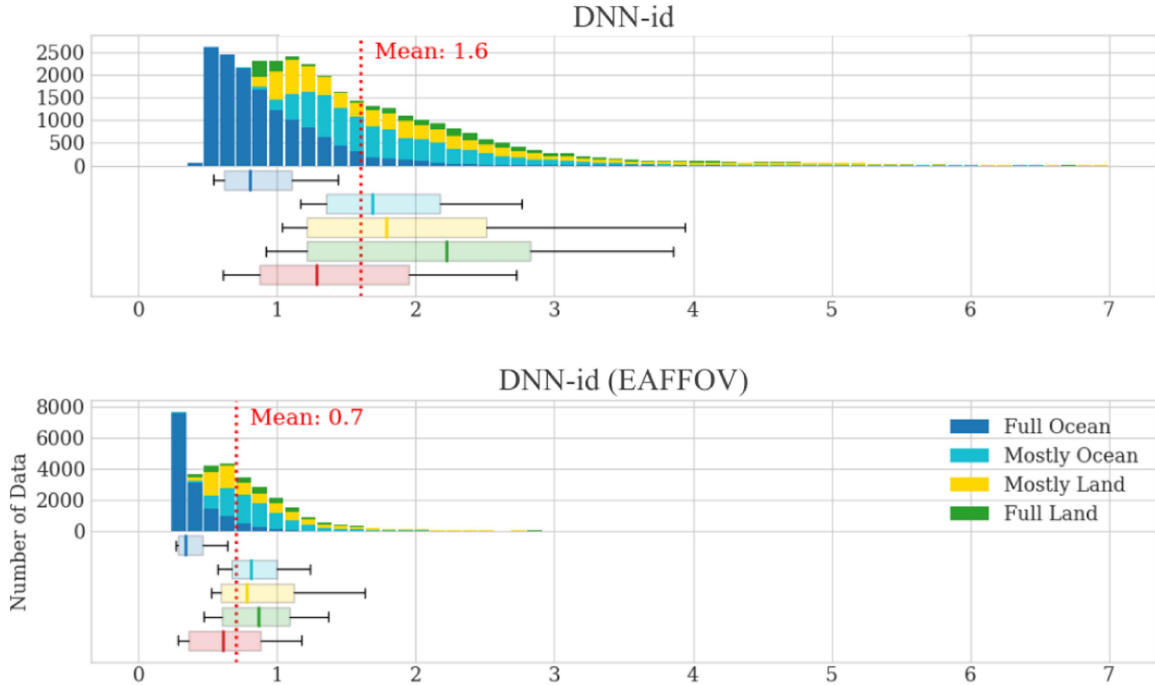 DNN-id
2500
2000
1500
1000
500
0
Mean: 1.6
0 1 2 3 4 5 6 7
DNN-id (EAFFOV)
Number of Data
8000
6000
4000
2000
0
Mean: 0.7
Full Ocean
Mostly Ocean
Mostly Land
Full Land
0 1 2 3 4 5 6 7